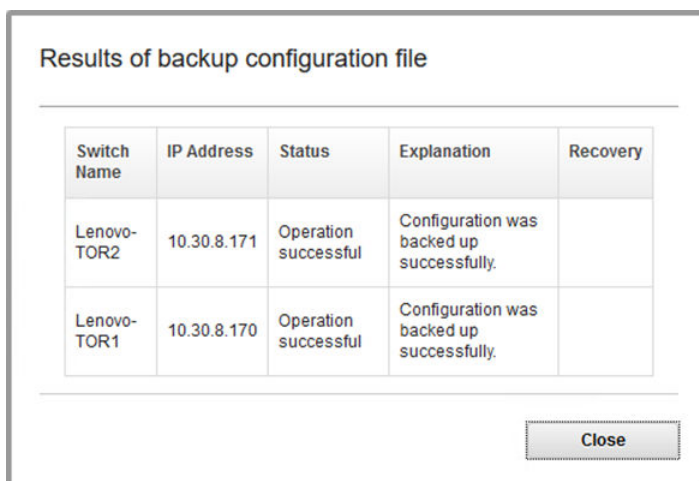 Results of backup configuration file
Switch Name IP Address Status Explanation Recovery
Lenovo-TOR2 10.30.8.171 Operation successful Configuration was backed up successfully.
Lenovo-TOR1 10.30.8.170 Operation successful Configuration was backed up successfully.
Close